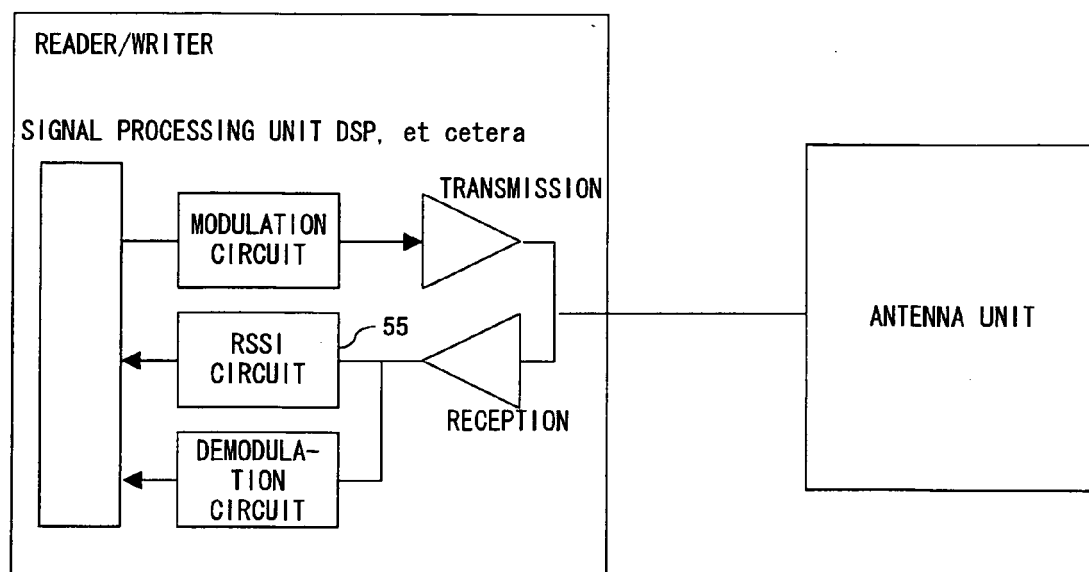 READER/WRITER
SIGNAL PROCESSING UNIT DSP, et cetera
TRANSMISSION
MODULATION
CIRCUIT
55
RSSI
CIRCUIT
RECEPTION
DEMODULA-
TION
CIRCUIT
ANTENNA UNIT